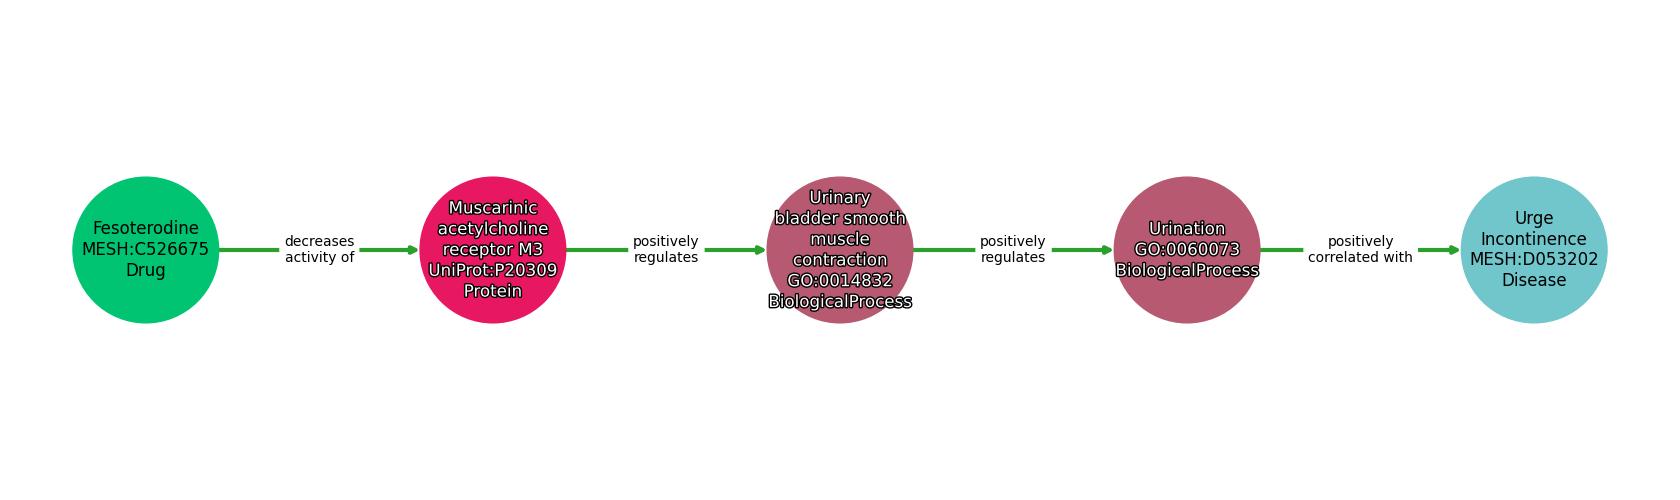 Fesoterodine
MESH:C526675
Drug
decreases
activity of
Muscarinic
acetylcholine
receptor M3
UniProt:P20309
Protein
positively
regulates
Urinary
bladder smooth
muscle
contraction
GO:0014832
BiologicalProcess
positively
regulates
Urination
GO:0060073
BiologicalProcess
positively
correlated with
Urge
Incontinence
MESH:D053202
Disease